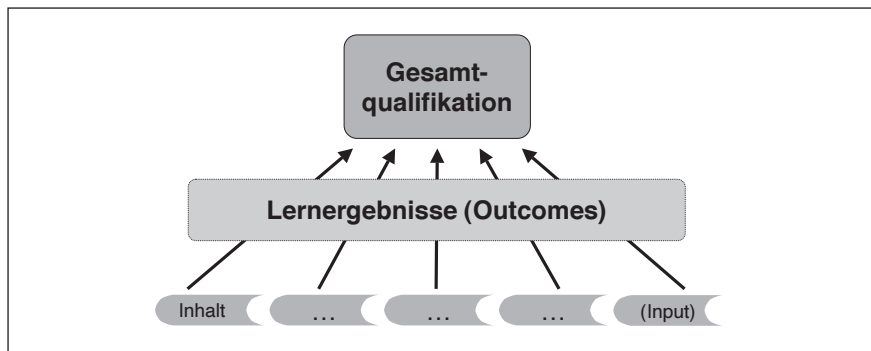 Gesamt-
qualifikation
Lernergebnisse (Outcomes)
Inhalt
...
...
...
(Input)